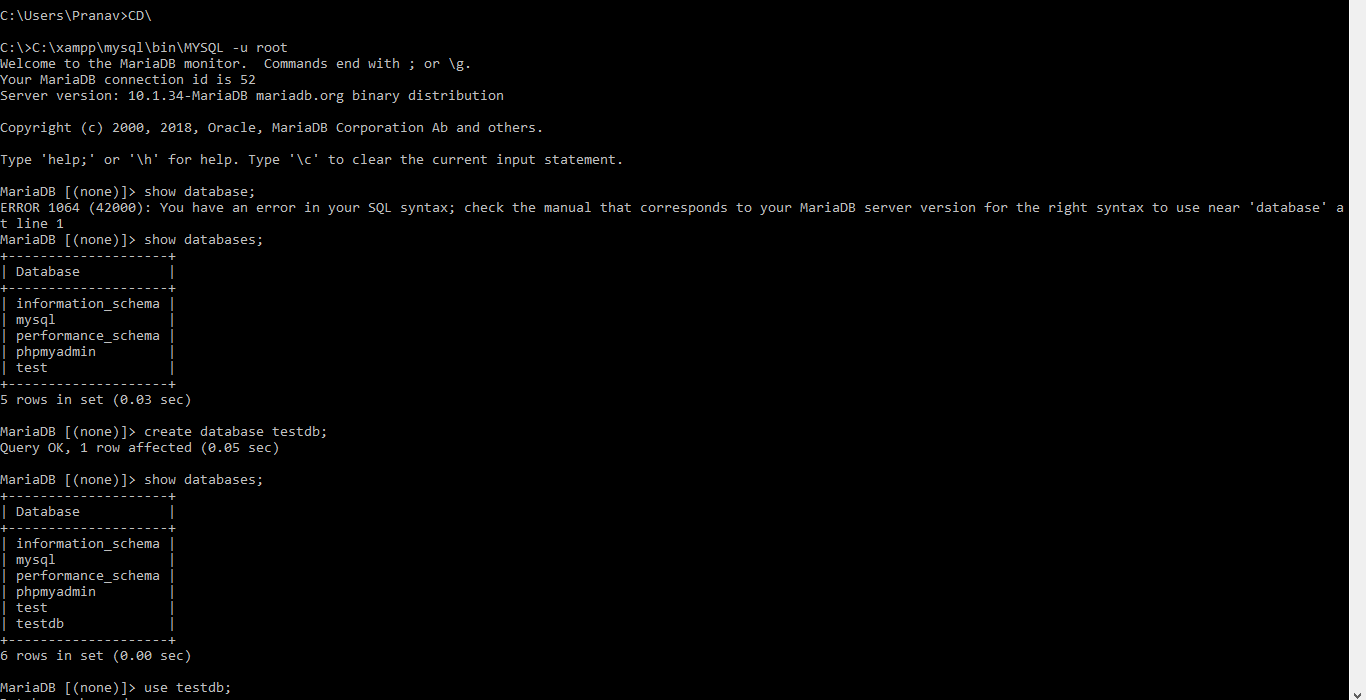 C:\Users\Pranav>CD\
C:\>C:\xampp\mysql\bin\MYSQL -u root
Welcome to the MariaDB monitor.  Commands end with ; or \g.
Your MariaDB connection id is 52
Server version: 10.1.34-MariaDB mariadb.org binary distribution
Copyright (c) 2000, 2018, Oracle, MariaDB Corporation Ab and others.
Type 'help;' or '\h' for help. Type '\c' to clear the current input statement.
MariaDB [(none)]> show database;
ERROR 1064 (42000): You have an error in your SQL syntax; check the manual that corresponds to your MariaDB server version for the right syntax to use near 'database' a
t line 1
MariaDB [(none)]> show databases;
+--------------------+
| Database           |
+--------------------+
| information_schema |
| mysql              |
| performance_schema |
| phpmyadmin         |
| test               |
+--------------------+
5 rows in set (0.03 sec)
MariaDB [(none)]> create database testdb;
Query OK, 1 row affected (0.05 sec)
MariaDB [(none)]> show databases;
+--------------------+
| Database           |
+--------------------+
| information_schema |
| mysql              |
| performance_schema |
| phpmyadmin         |
| test               |
| testdb             |
+--------------------+
6 rows in set (0.00 sec)
MariaDB [(none)]> use testdb;